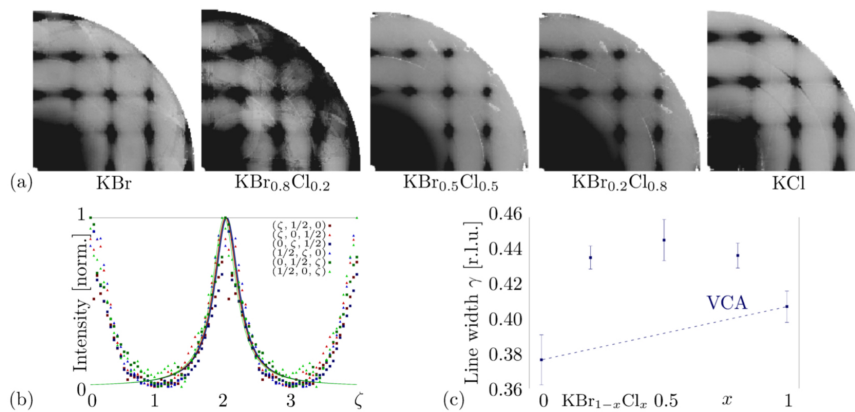 (a)
KBr
KBr0.8Cl0.2
KBr0.5Cl0.5
KBr0.2Cl0.8
KCl
Intensity [norm.]
1
0
(ζ, 1/2, 0)
(ζ, 0, 1/2)
(0, ζ, 1/2)
(1/2, ζ, 0)
(0, 1/2, ζ)
(1/2, 0, ζ)
(b)
0 1 2 3 ζ
Line width γ [r.l.u.]
0.46
0.44
0.42
0.40
0.38
0.36
VCA
(c)
0 KBr1−xClx 0.5 x 1